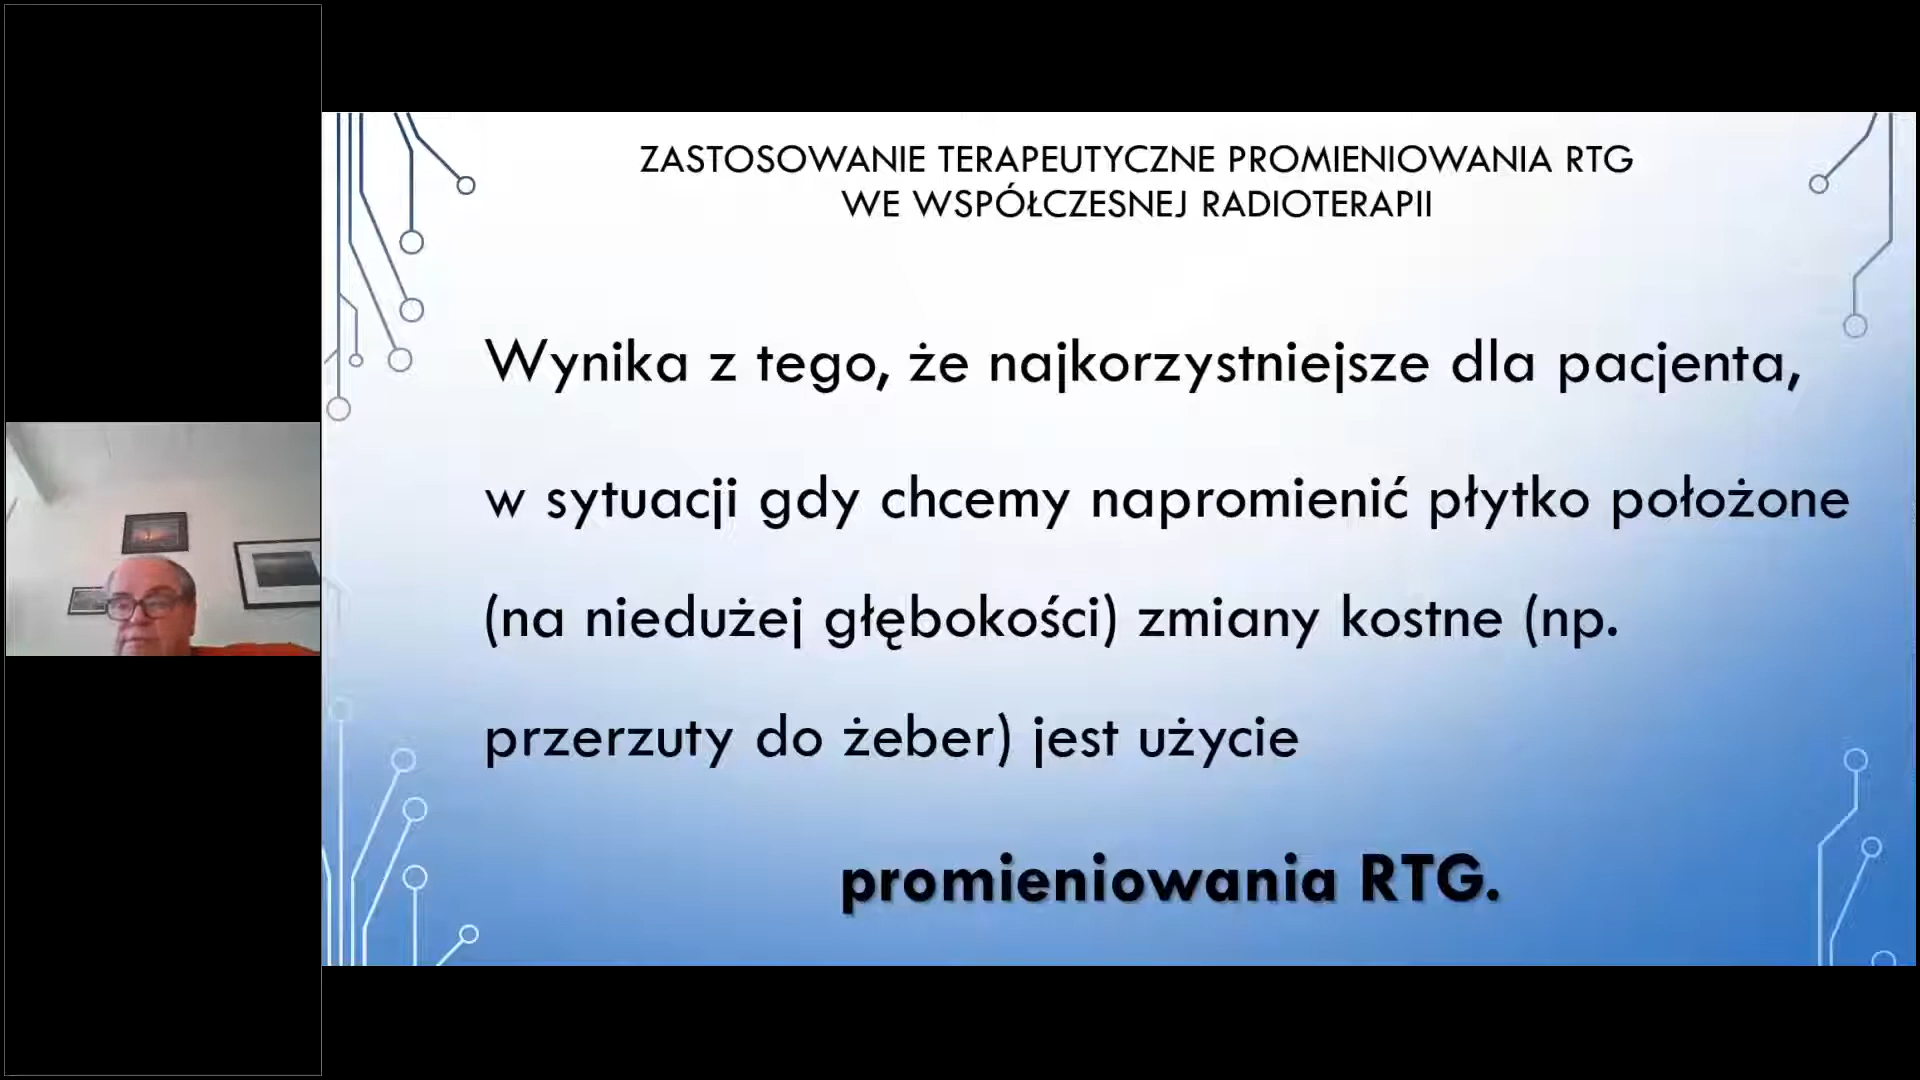 ZASTOSOWANIE TERAPEUTYCZNE PROMIENIOWANIA RTG
WE WSPÓŁCZESNEJ RADIOTERAPII
Wynika z tego, że najkorzystniejsze dla pacjenta,
w sytuacji gdy chcemy napromienić płytko położone
(na niedużej głębokości) zmiany kostne (np.
przerzuty do żeber) jest użycie
promieniowania RTG.